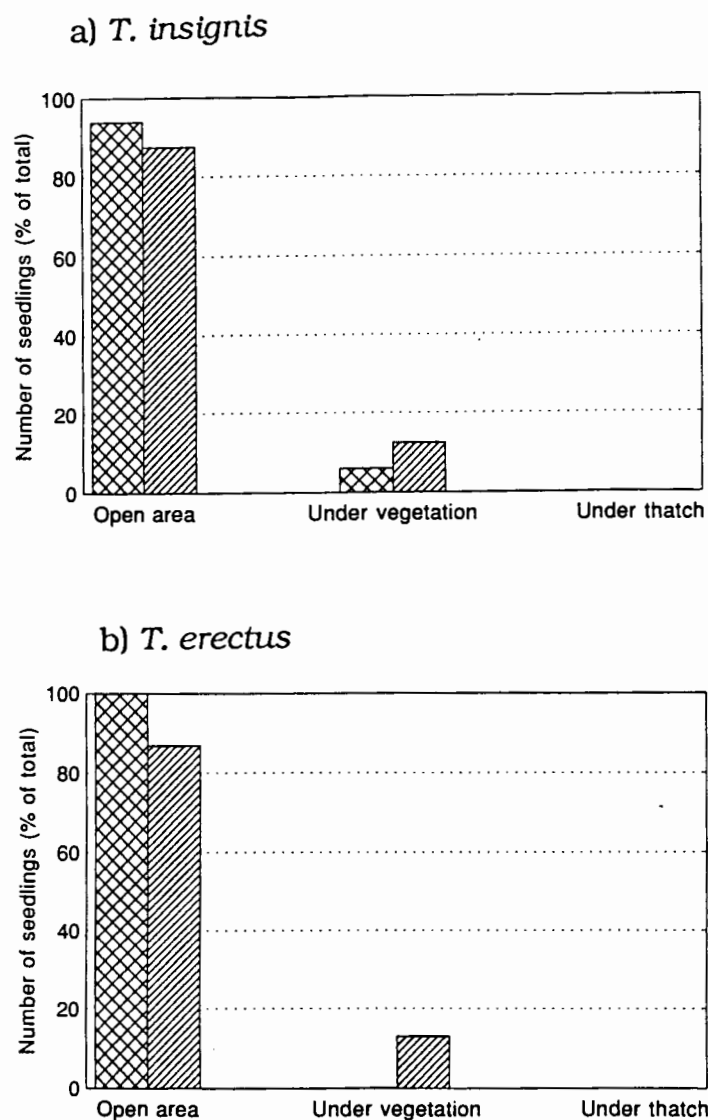 a) T. insignis
Number of seedlings (% of total)
100
80
60
40
20
0
Open area Under vegetation Under thatch
b) T. erectus
Number of seedlings (% of total)
100
80
60
40
20
0
Open area Under vegetation Under thatch